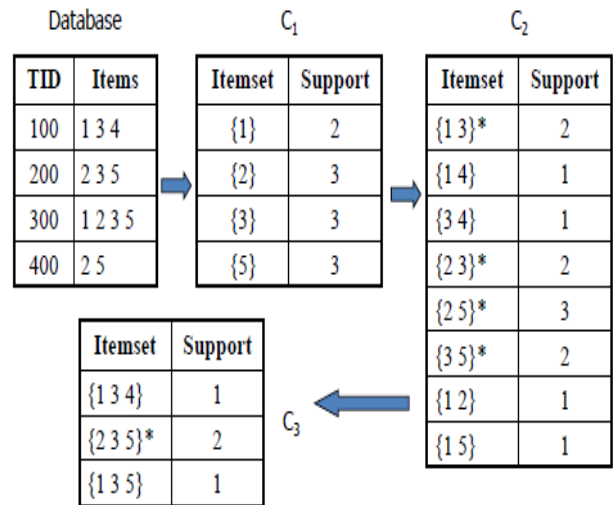 Database
TID Items
100 1 3 4
200 2 3 5
300 1 2 3 5
400 2 5
C₁
Itemset Support
{1} 2
{2} 3
{3} 3
{5} 3
C₂
Itemset Support
{1 3}* 2
{1 4} 1
{3 4} 1
{2 3}* 2
{2 5}* 3
{3 5}* 2
{1 2} 1
{1 5} 1
C₃
Itemset Support
{1 3 4} 1
{2 3 5}* 2
{1 3 5} 1